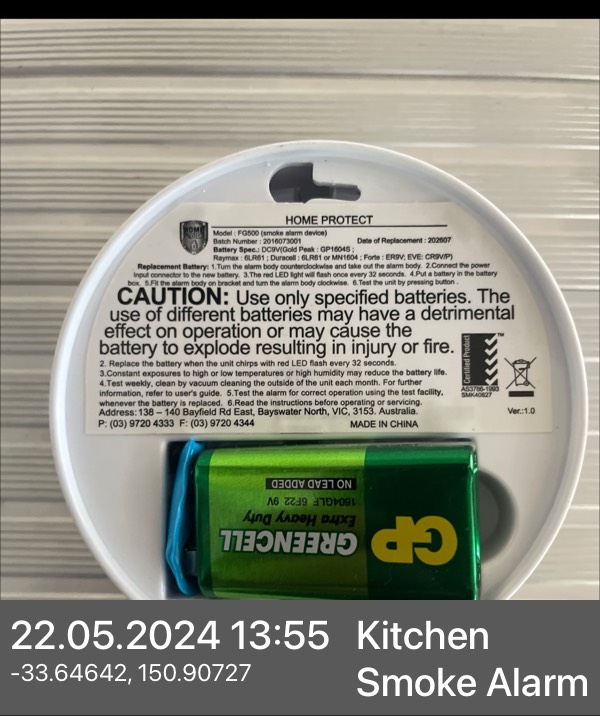 HOME PROTECT
HOME
Model : FG500 (smoke alarm device)
Batch Number : 2016073001 Date of Replacement : 202607
Battery Spec.: DC9V(Gold Peak : GP1604S ;
Raymax : 6LR61 ; Duracell : 6LR61 or MN1604 ; Forte : ER9V; EVE: CR9V/P)
Replacement Battery: 1.Turn the alarm body counterclockwise and take out the alarm body. 2.Connect the power
input connector to the new battery. 3.The red LED will flash once every 32 seconds. 4.Put a battery in the battery
box. 5.Fit the alarm body on bracket and turn the alarm body clockwise. 6.Test the unit by pressing button .
CAUTION: Use only specified batteries. The
use of different batteries may have a detrimental
effect on operation or may cause the
battery to explode resulting in injury or fire.
2. Replace the battery when the unit chirps with red LED flash every 32 seconds.
3.Constant exposures to high or low temperatures or high humidity may reduce the battery life.
4.Test weekly, clean by vacuum cleaning the outside of the unit each month. For further
information, refer to user's guide. 5.Test the alarm for correct operation using the test facility,
whenever the battery is replaced. 6.Read the instructions before operating or servicing.
Address: 138 – 140 Bayfield Rd East, Bayswater North, VIC, 3153. Australia.
P: (03) 9720 4333 F: (03) 9720 4344 MADE IN CHINA
Certified Product
TM
AS3786-1993
SMK40627
Ver.:1.0
GP
GREENCELL
Extra Heavy Duty
1604GLF 6F22 9V
NO LEAD ADDED
22.05.2024 13:55
-33.64642, 150.90727
Kitchen
Smoke Alarm